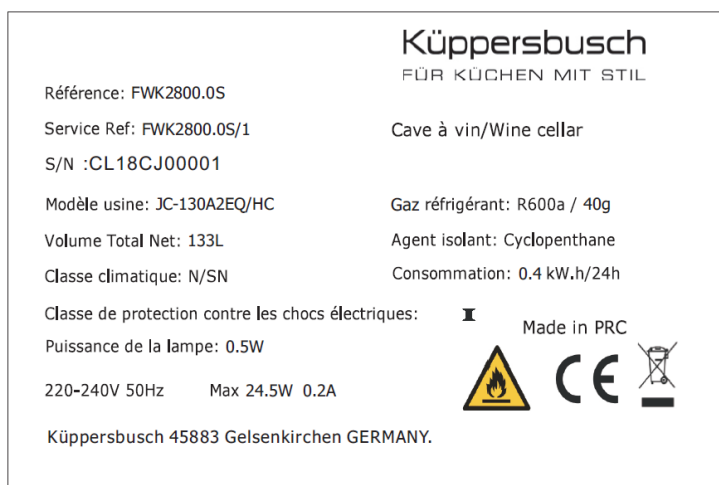 Küppersbusch
FÜR KÜCHEN MIT STIL
Référence: FWK2800.0S
Service Ref: FWK2800.0S/1
Cave à vin/Wine cellar
S/N :CL18CJ00001
Modèle usine: JC-130A2EQ/HC
Gaz réfrigérant: R600a / 40g
Volume Total Net: 133L
Agent isolant: Cyclopenthane
Classe climatique: N/SN
Consommation: 0.4 kW.h/24h
Classe de protection contre les chocs électriques: I
Made in PRC
Puissance de la lampe: 0.5W
220-240V 50Hz Max 24.5W 0.2A
CE
Küppersbusch 45883 Gelsenkirchen GERMANY.